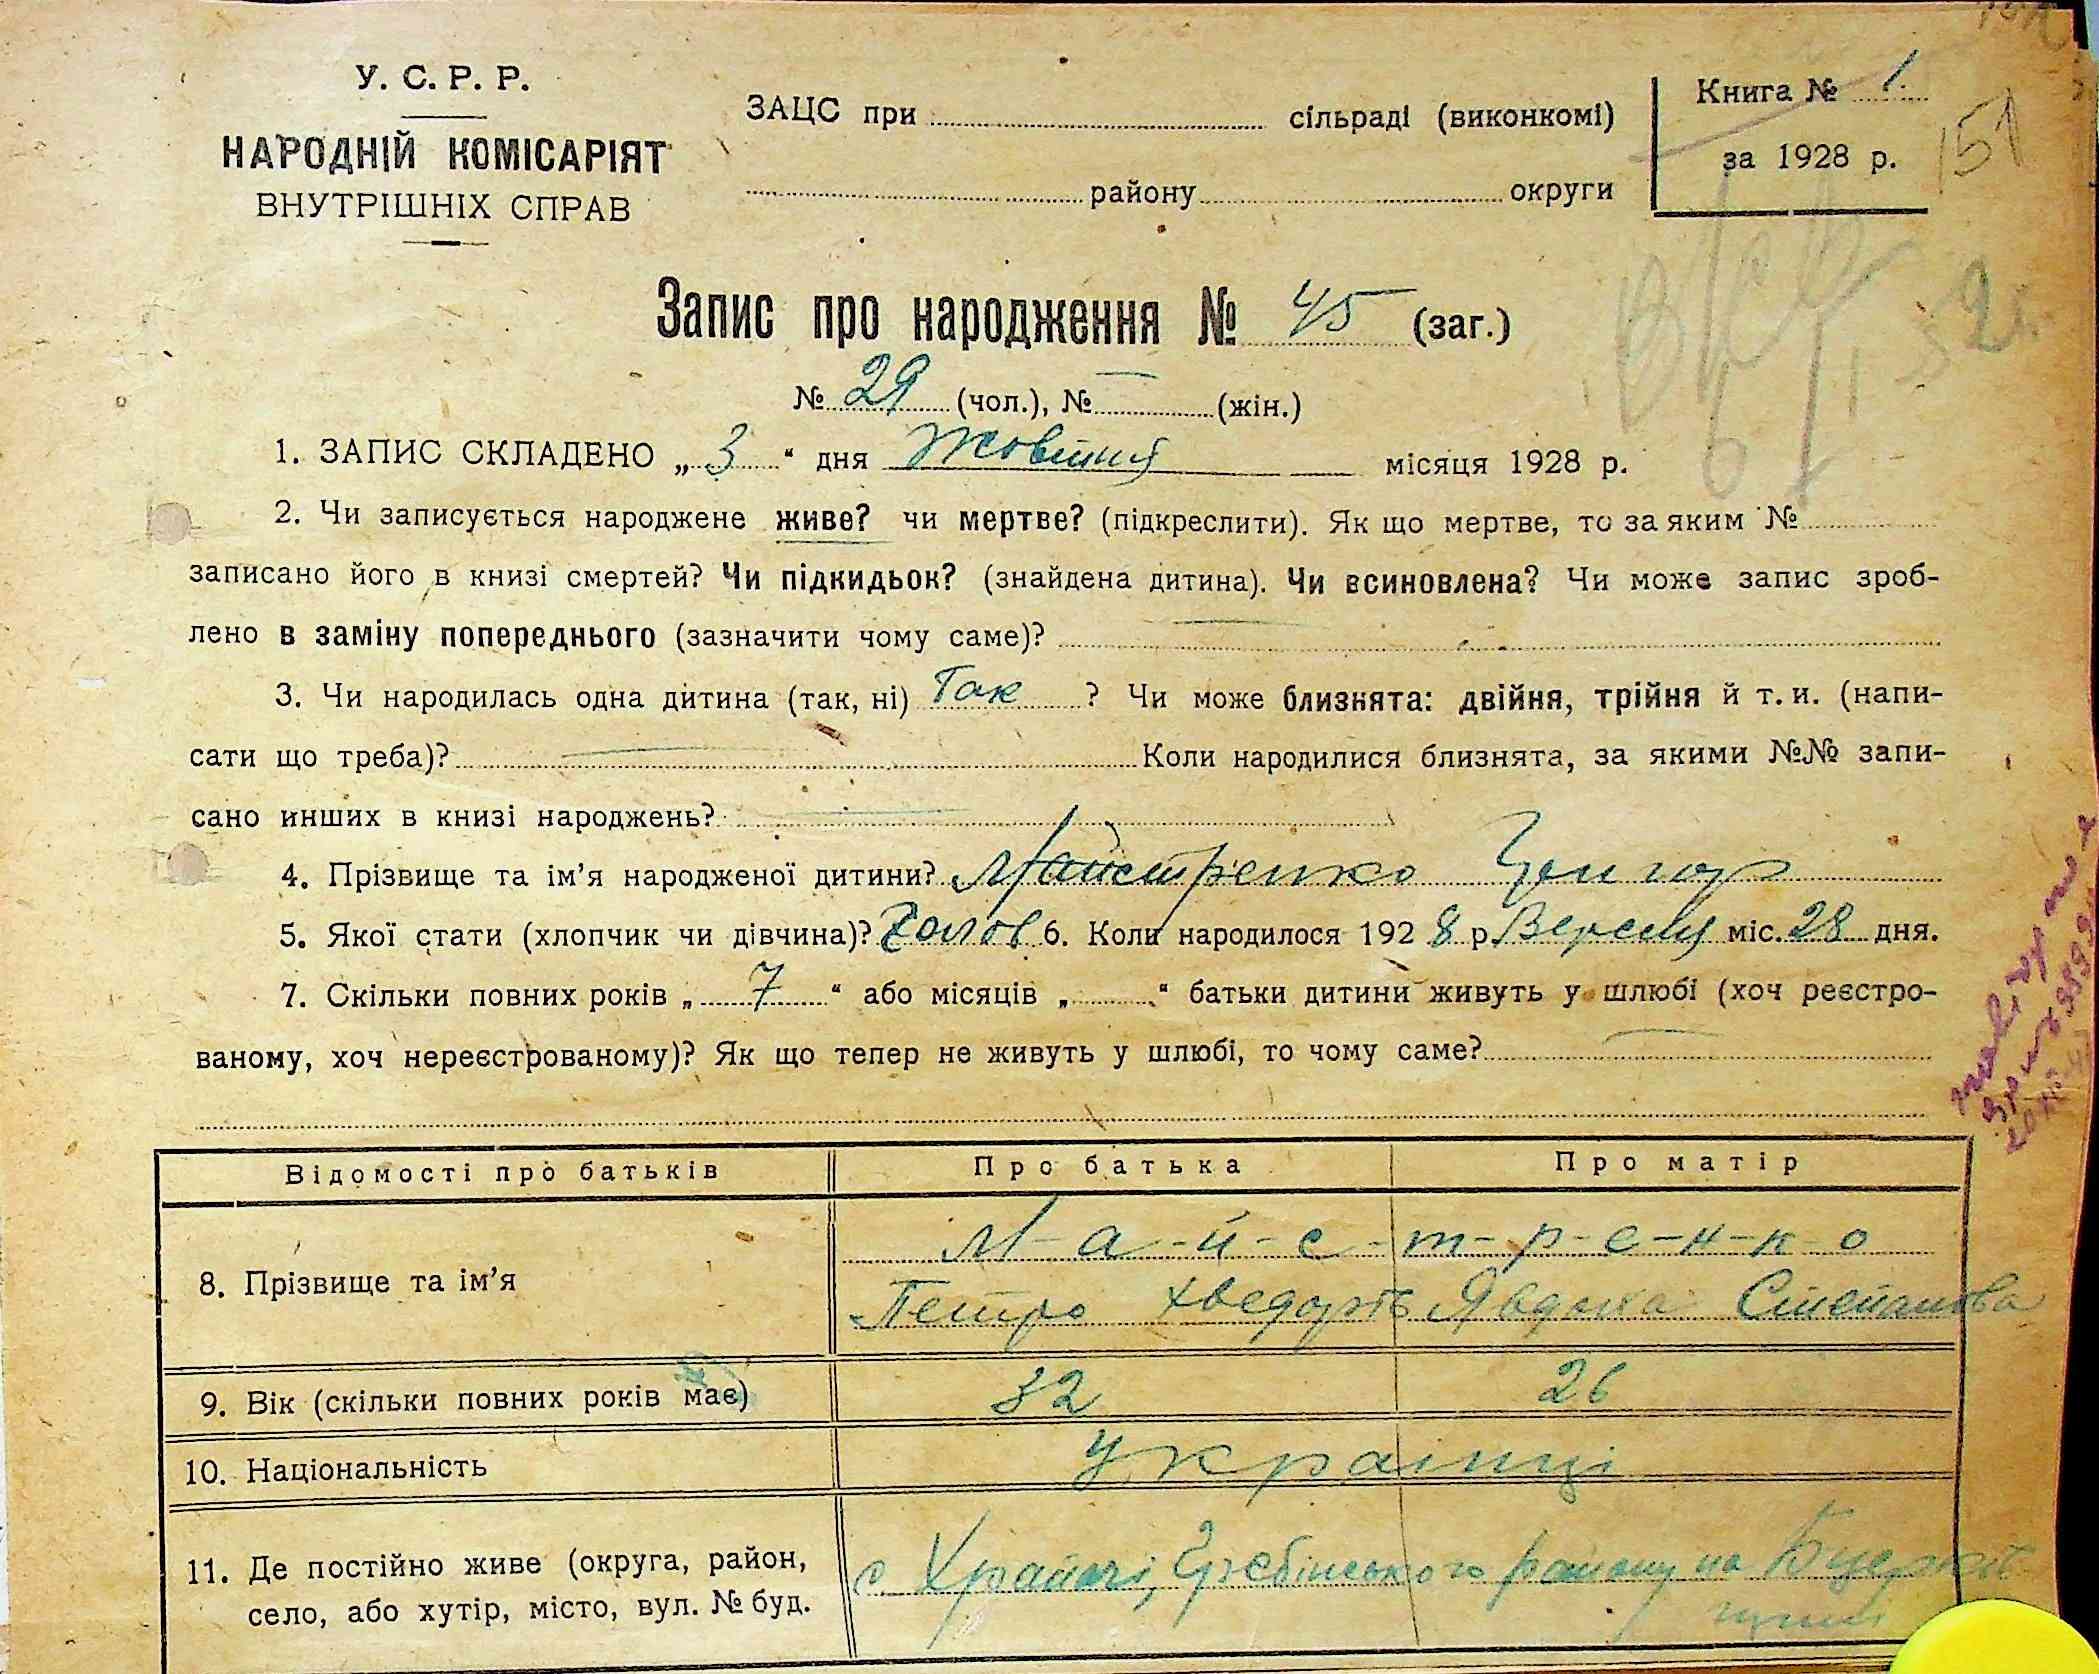 У. С. Р. Р.
НАРОДНІЙ КОМІСАРІЯТ
ВНУТРІШНІХ СПРАВ
ЗАЦС при сільраді (виконкомі)
району округи
Книга № 1
за 1928 р.
151
Запис про народження № 45 (заг.)
№ 29 (чол.), № — (жін.)
1. ЗАПИС СКЛАДЕНО „ 3 “ дня Жовтня місяця 1928 р.
2. Чи записується народжене живе? чи мертве? (підкреслити). Як що мертве, то за яким №
записано його в книзі смертей? Чи підкидьок? (знайдена дитина). Чи всиновлена? Чи може запис зроб-
лено в заміну попереднього (зазначити чому саме)?
3. Чи народилась одна дитина (так, ні) Так ? Чи може близнята: двійня, трійня й т. и. (напи-
сати що треба)? Коли народилися близнята, за якими №№ запи-
сано инших в книзі народжень?
4. Прізвище та ім’я народженої дитини? Майстренко
5. Якої стати (хлопчик чи дівчина)? Чолов 6. Коли народилося 192 8 р. Вересня міс. 28 дня.
7. Скільки повних років „ 7 “ або місяців „ “ батьки дитини живуть у шлюбі (хоч реєстро-
ваному, хоч нереєстрованому)? Як що тепер не живуть у шлюбі, то чому саме?
Відомості про батьків Про батька Про матір
8. Прізвище та ім’я М-а-й-с-т-р-е-н-к-о
Петро Хведорів Явдоха Степанова
9. Вік (скільки повних років має) 32 26
10. Національність Українці
11. Де постійно живе (округа, район, с. Гребінського району на
село, або хутір, місто, вул. № буд.